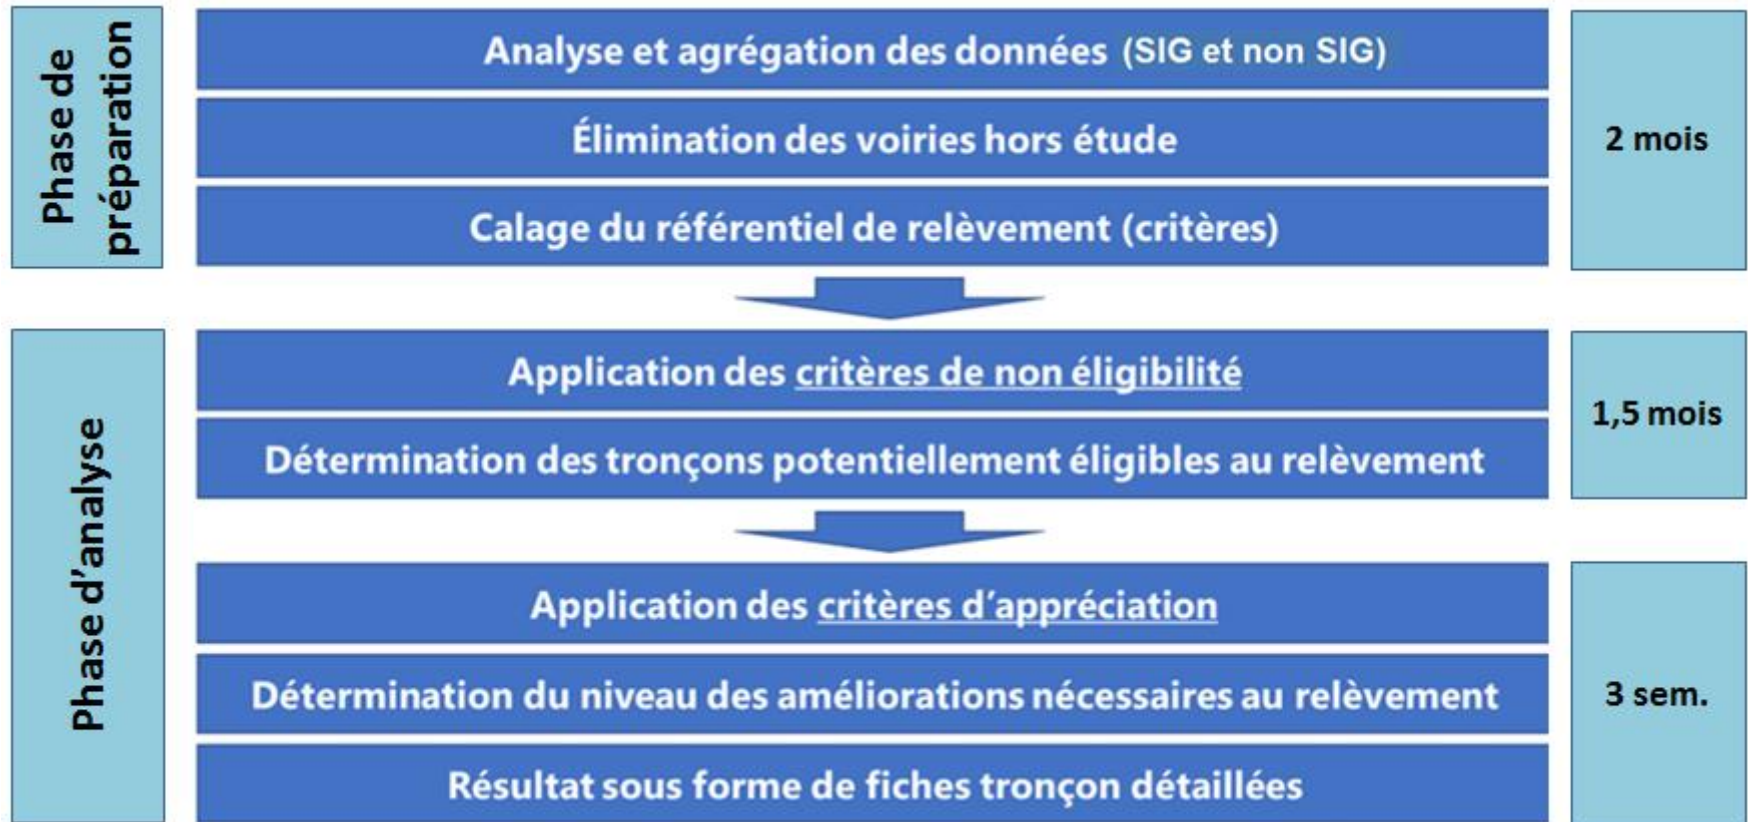 Phase de
préparation
Analyse et agrégation des données (SIG et non SIG)
Élimination des voiries hors étude
Calage du référentiel de relèvement (critères)
2 mois
Phase d'analyse
Application des critères de non éligibilité
Détermination des tronçons potentiellement éligibles au relèvement
1,5 mois
Application des critères d'appréciation
Détermination du niveau des améliorations nécessaires au relèvement
Résultat sous forme de fiches tronçon détaillées
3 sem.